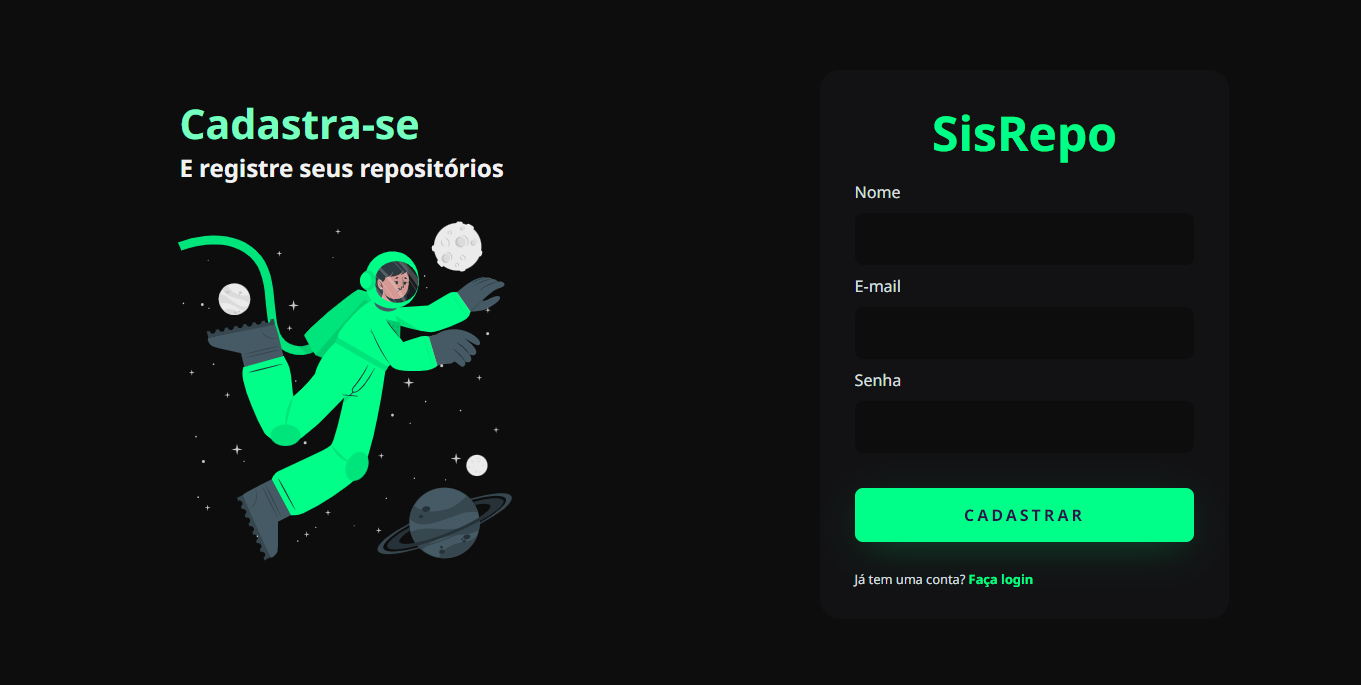 Cadastra-se
E registre seus repositórios
SisRepo
Nome
E-mail
Senha
CADASTRAR
Já tem uma conta? Faça login